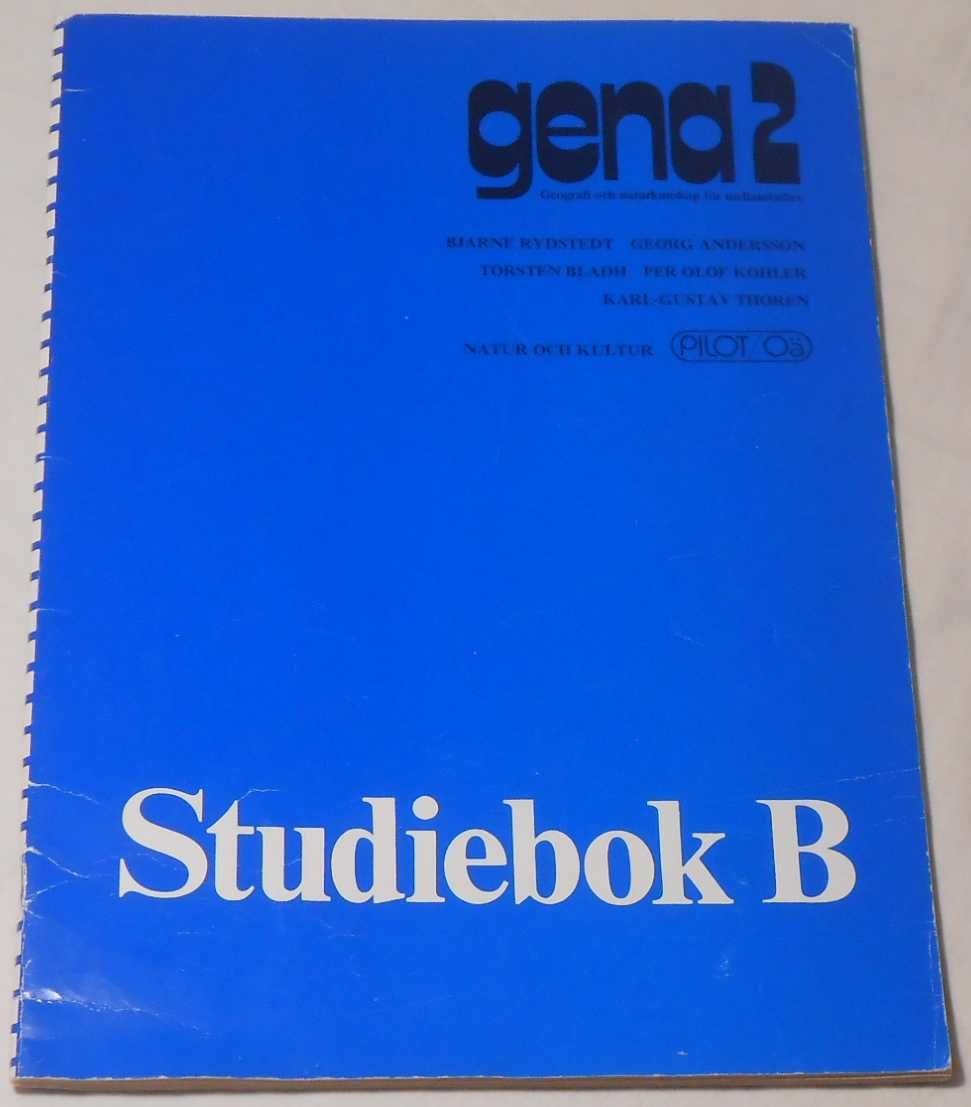 gena 2
Geografi och naturkunskap för mellanstadiet
BJARNE RYDSTEDT GEORG ANDERSSON
TORSTEN BLADH PER OLOF KÖHLER
KARL-GUSTAV THORÉN
NATUR OCH KULTUR PILOT/Oä
Studiebok B